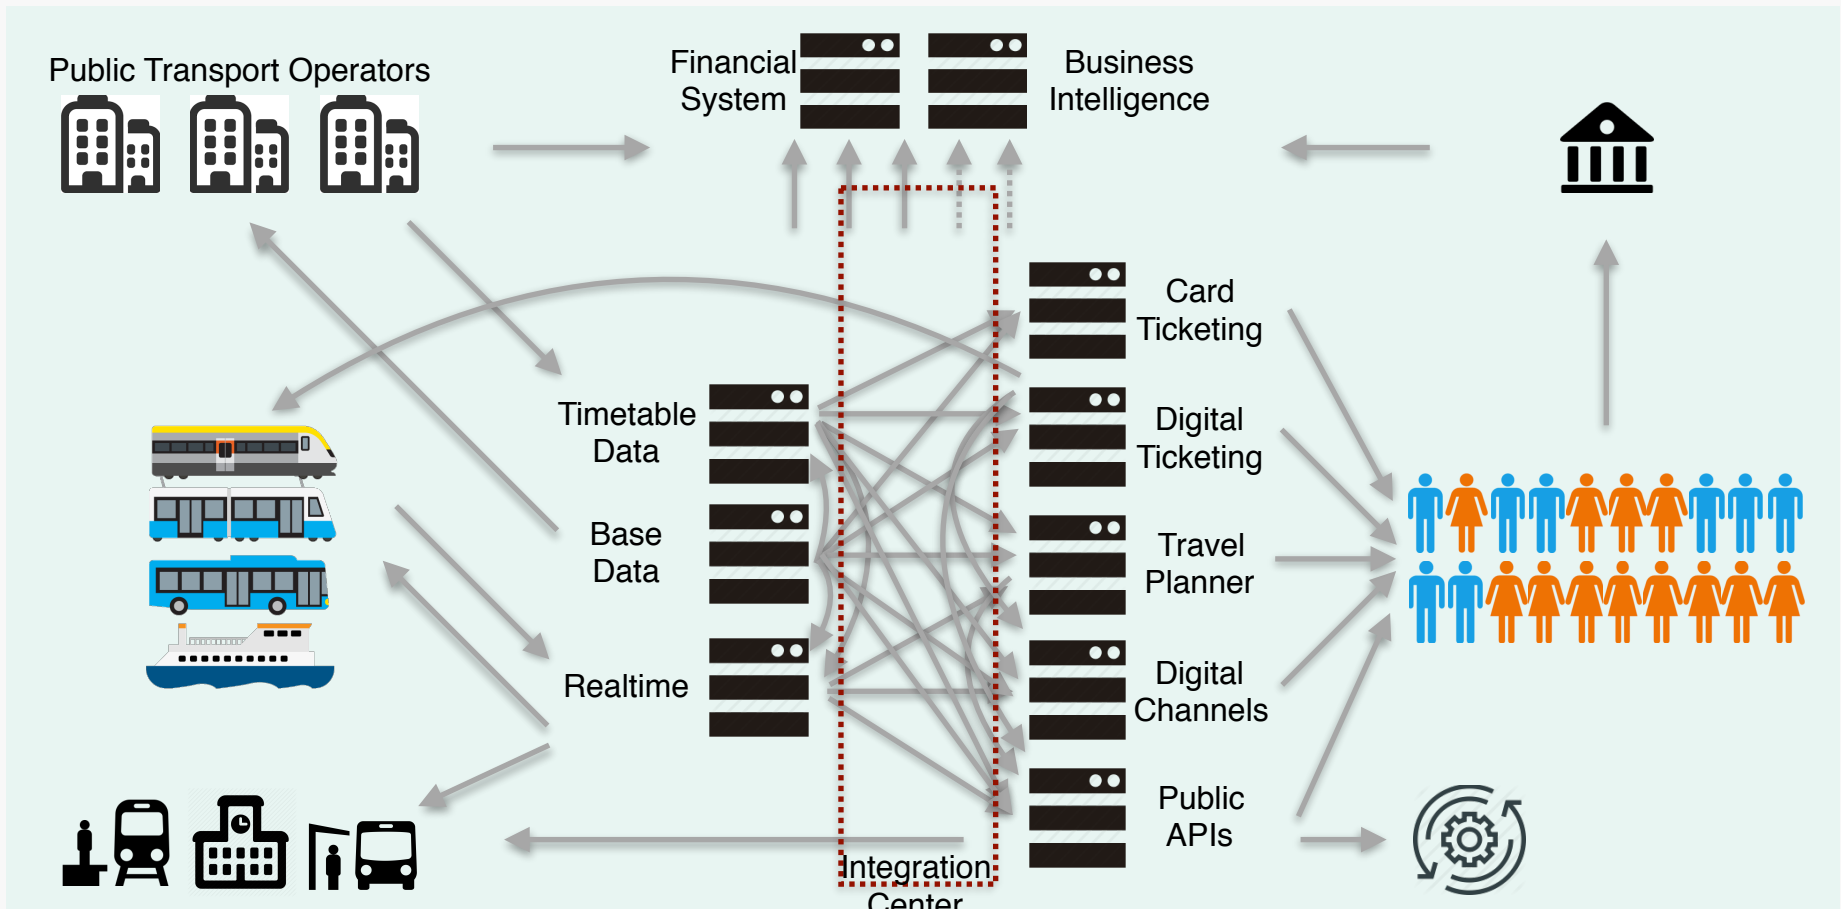 Public Transport Operators
Financial
System
Business
Intelligence
Card
Ticketing
Timetable
Data
Digital
Ticketing
Base
Data
Travel
Planner
Realtime
Digital
Channels
Public
APIs
Integration
Center